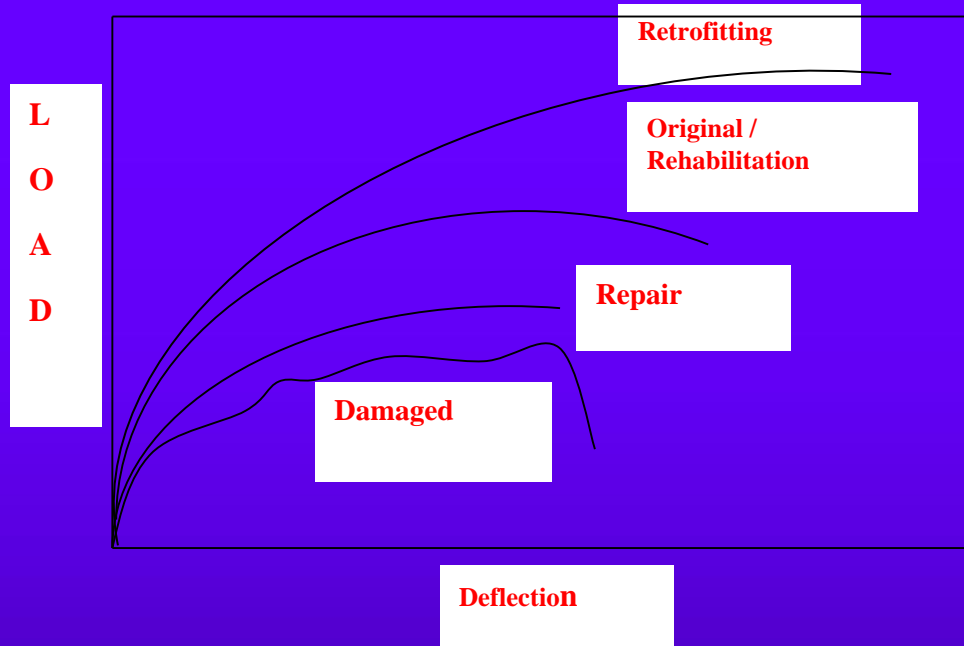 Retrofitting
L
O
A
D
Original /
Rehabilitation
Repair
Damaged
Deflection